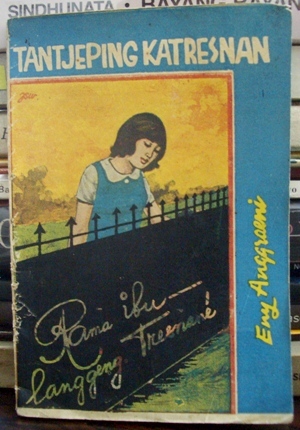 SINDHUNATA · BAYANG
TANTJEPING KATRESNAN
Rama ibu
langgeng Tresnané
Eny Anggraeni